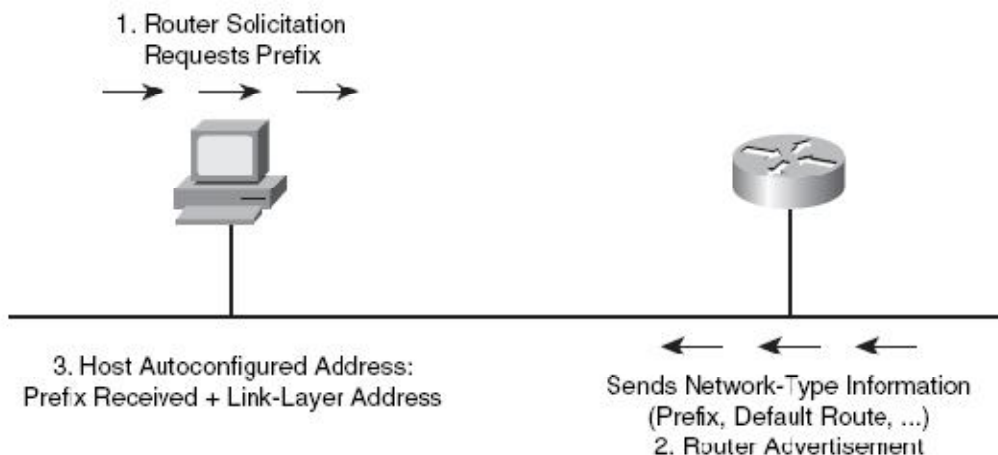 1. Router Solicitation
Requests Prefix
3. Host Autoconfigured Address:
Prefix Received + Link-Layer Address
Sends Network-Type Information
(Prefix, Default Route, ...)
2. Router Advertisement